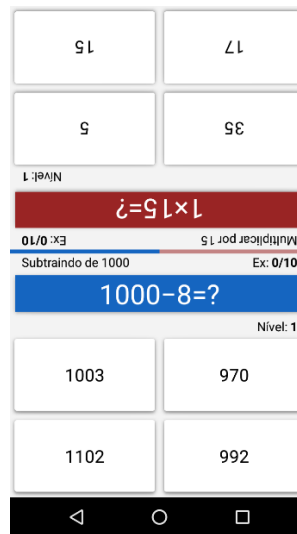 Multiplicar por 15 Ex: 0/10
1×15=?
Nível: 1
35 5
17 15
Subtraindo de 1000 Ex: 0/10
1000−8=?
Nível: 1
1003 970
1102 992